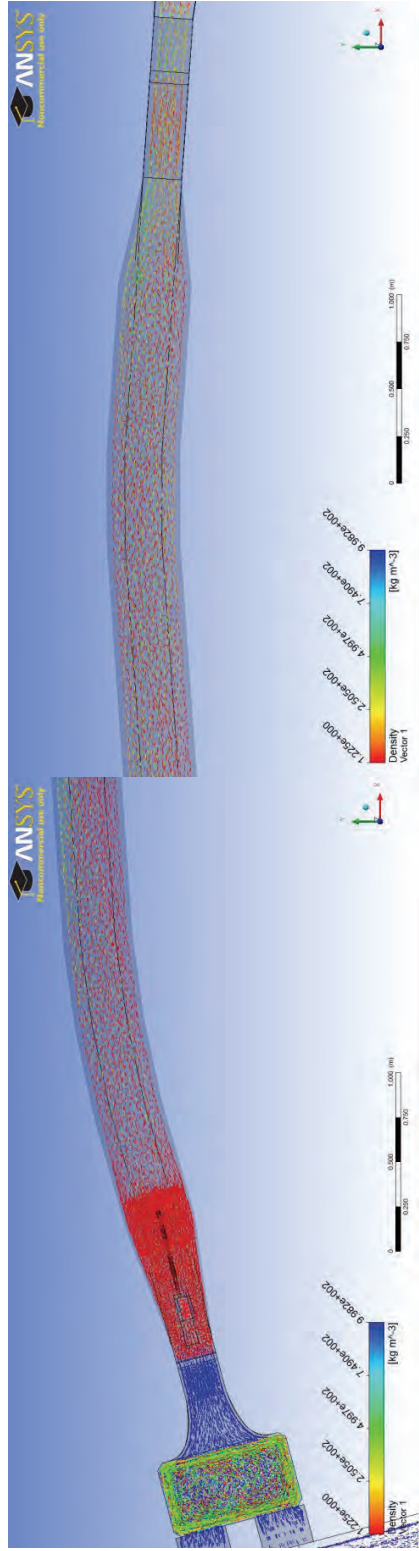 ANSYS
Noncommercial use only
Y
X
0
0.250
0.500
0.750
1.000 (m)
Density
Vector 1
1.225e+000
2.505e+002
4.997e+002
7.490e+002
9.982e+002
[kg m^-3]
ANSYS
Noncommercial use only
Y
X
0
0.250
0.500
0.750
1.000 (m)
Density
Vector 1
1.225e+000
2.505e+002
4.997e+002
7.490e+002
9.982e+002
[kg m^-3]